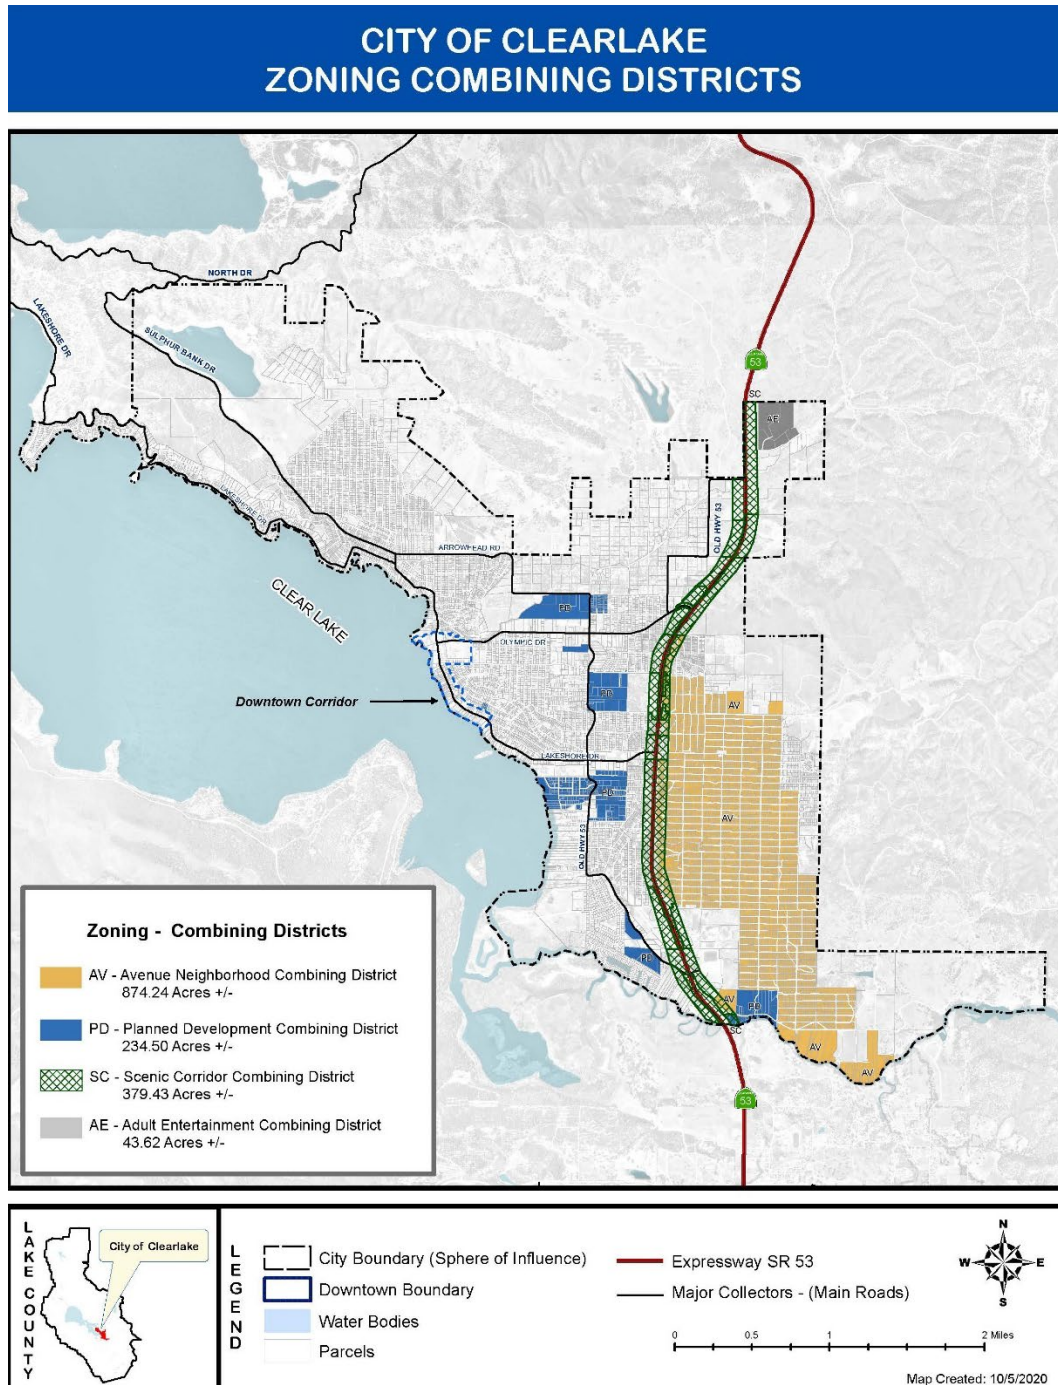 CITY OF CLEARLAKE
ZONING COMBINING DISTRICTS
NORTH DR
LAKESHORE DR
SULPHUR BANK DR
53
SC
AE
LAKESHORE DR
OLD HWY 53
ARROWHEAD RD
CLEAR LAKE
PD
OLYMPIC DR
Downtown Corridor
PD
AV
LAKESHORE DR
PD
AV
OLD HWY 53
PD
AV
PD
SC
AV
AV
53
Zoning - Combining Districts
AV - Avenue Neighborhood Combining District
874.24 Acres +/-
PD - Planned Development Combining District
234.50 Acres +/-
SC - Scenic Corridor Combining District
379.43 Acres +/-
AE - Adult Entertainment Combining District
43.62 Acres +/-
LAKE COUNTY
City of Clearlake
LEGEND
City Boundary (Sphere of Influence)
Downtown Boundary
Water Bodies
Parcels
Expressway SR 53
Major Collectors - (Main Roads)
0 0.5 1 2 Miles
N
W E
S
Map Created: 10/5/2020